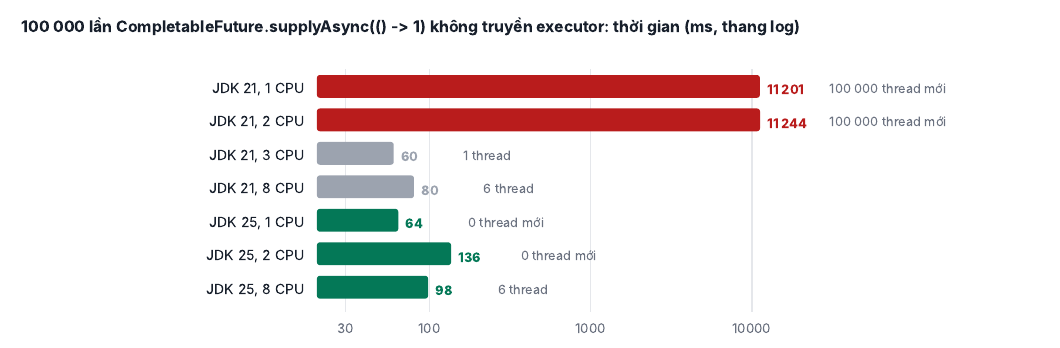 100 000 lần CompletableFuture.supplyAsync(() -> 1) không truyền executor: thời gian (ms, thang log)
JDK 21, 1 CPU 11 201 100 000 thread mới
JDK 21, 2 CPU 11 244 100 000 thread mới
JDK 21, 3 CPU 60 1 thread
JDK 21, 8 CPU 80 6 thread
JDK 25, 1 CPU 64 0 thread mới
JDK 25, 2 CPU 136 0 thread mới
JDK 25, 8 CPU 98 6 thread
30 100 1000 10000